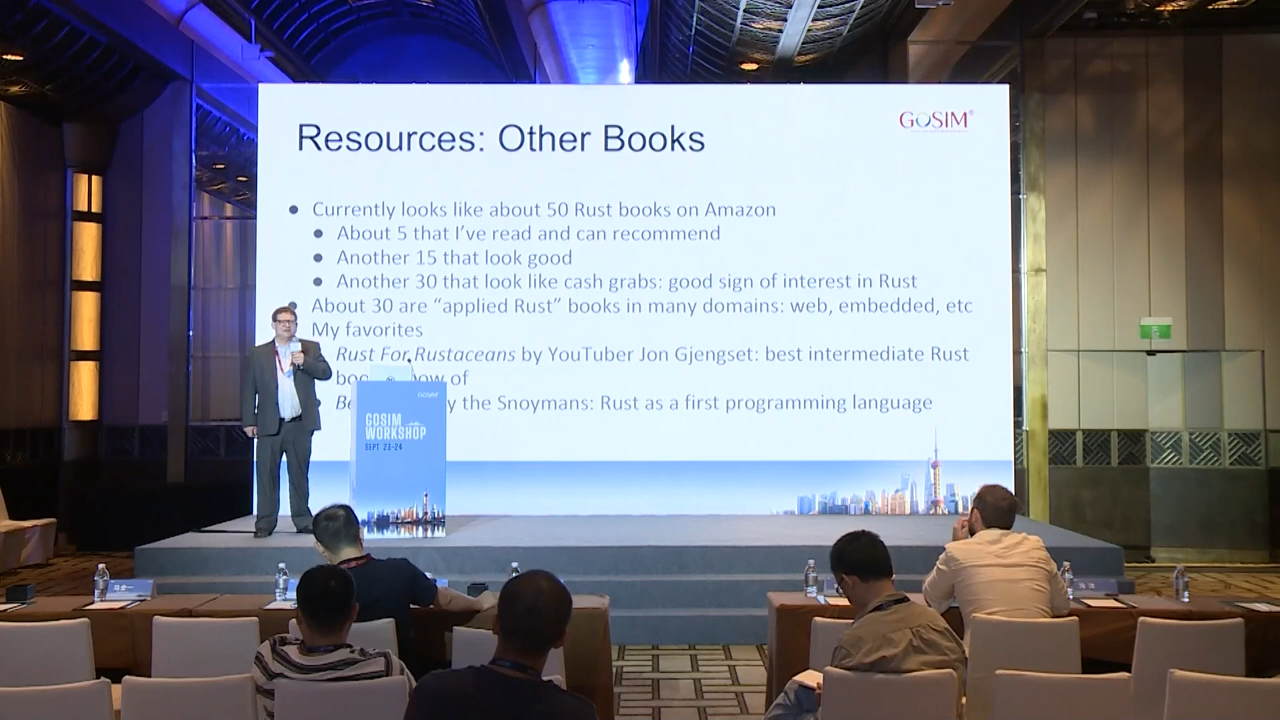 GOSIM
Resources: Other Books
Currently looks like about 50 Rust books on Amazon
About 5 that I've read and can recommend
Another 15 that look good
Another 30 that look like cash grabs: good sign of interest in Rust
About 30 are “applied Rust” books in many domains: web, embedded, etc
My favorites
Rust For Rustaceans by YouTuber Jon Gjengset: best intermediate Rust
of
by the Snoymans: Rust as a first programming language
GOSIM
GOSIM
WORKSHOP
SEPT 23-24